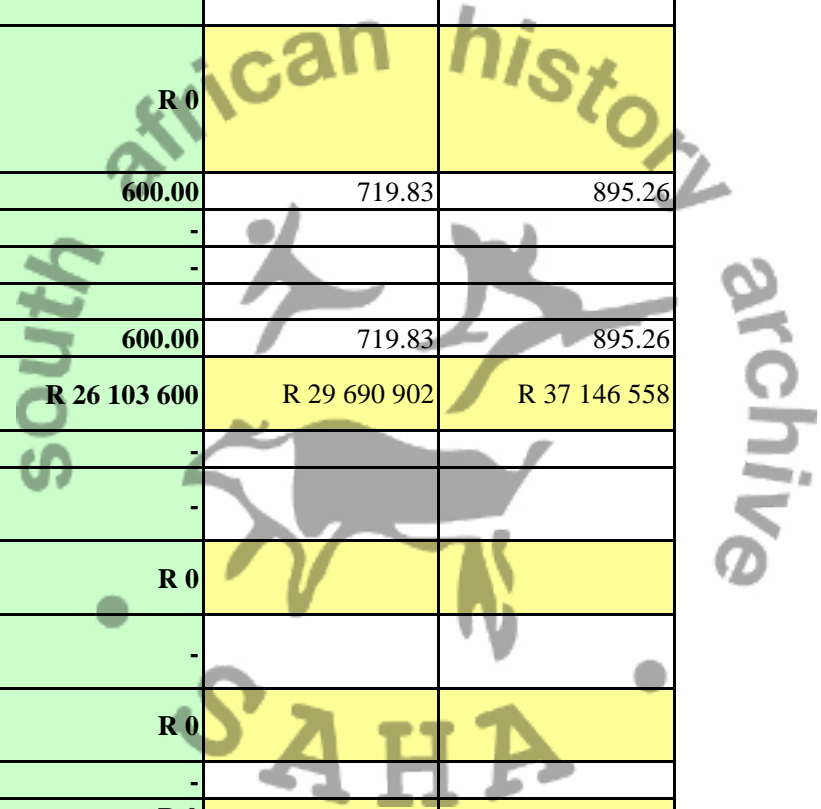 R 0
600.00 719.83 895.26
-
-
600.00 719.83 895.26
R 26 103 600 R 29 690 902 R 37 146 558
-
-
R 0
-
R 0
-
south african history archive
SAHA